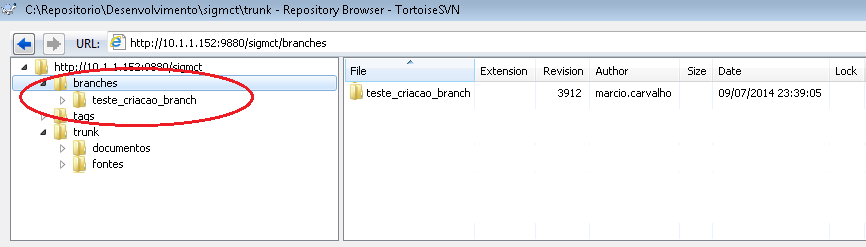 C:\Repositorio\Desenvolvimento\sigmct\trunk - Repository Browser - TortoiseSVN
URL: http://10.1.1.152:9880/sigmct/branches
http://10.1.1.152:9880/sigmct
branches
teste_criacao_branch
tags
trunk
documentos
fontes
File Extension Revision Author Size Date Lock
teste_criacao_branch 3912 marcio.carvalho 09/07/2014 23:39:05